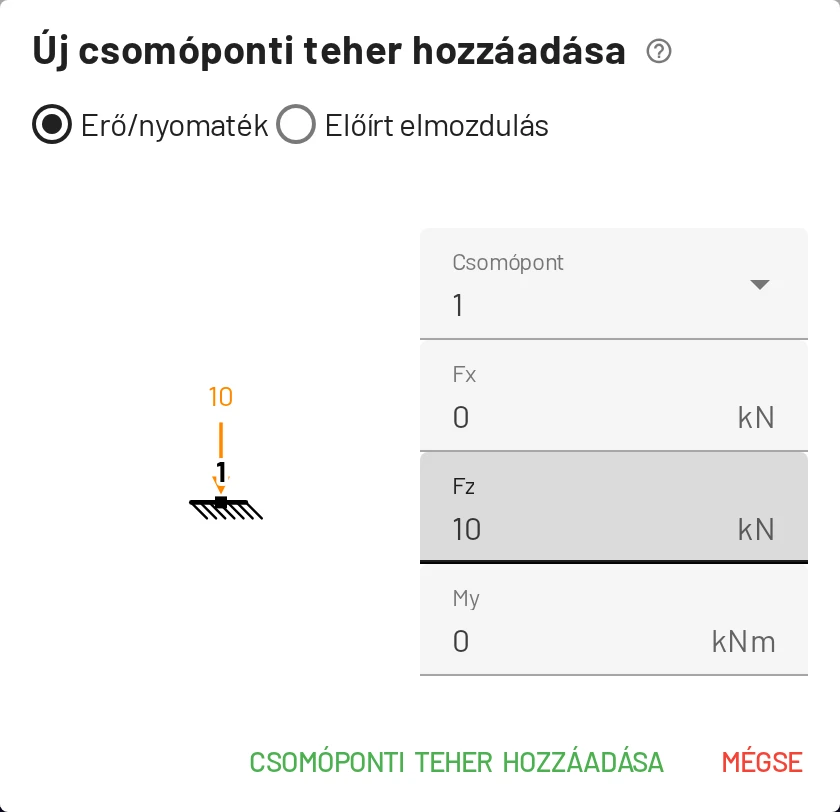 Új csomóponti teher hozzáadása
Erő/nyomaték Előírt elmozdulás
Csomópont
1
Fx
0 kN
10
1
Fz
10 kN
My
0 kNm
CSOMÓPONTI TEHER HOZZÁADÁSA MÉGSE